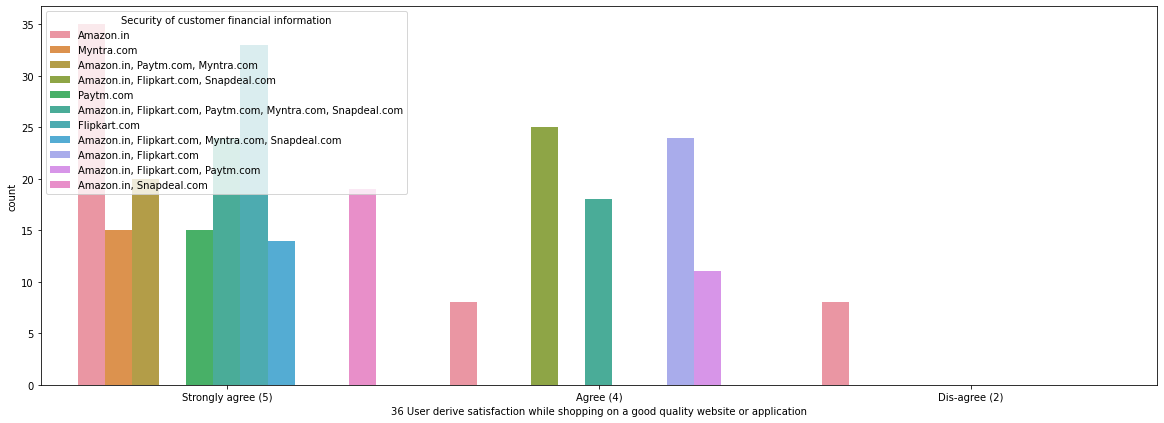 Security of customer financial information
Amazon.in
Myntra.com
Amazon.in, Paytm.com, Myntra.com
Amazon.in, Flipkart.com, Snapdeal.com
Paytm.com
Amazon.in, Flipkart.com, Paytm.com, Myntra.com, Snapdeal.com
Flipkart.com
Amazon.in, Flipkart.com, Myntra.com, Snapdeal.com
Amazon.in, Flipkart.com
Amazon.in, Flipkart.com, Paytm.com
Amazon.in, Snapdeal.com
35
30
25
20
15
10
5
0
count
Strongly agree (5)
Agree (4)
Dis-agree (2)
36 User derive satisfaction while shopping on a good quality website or application